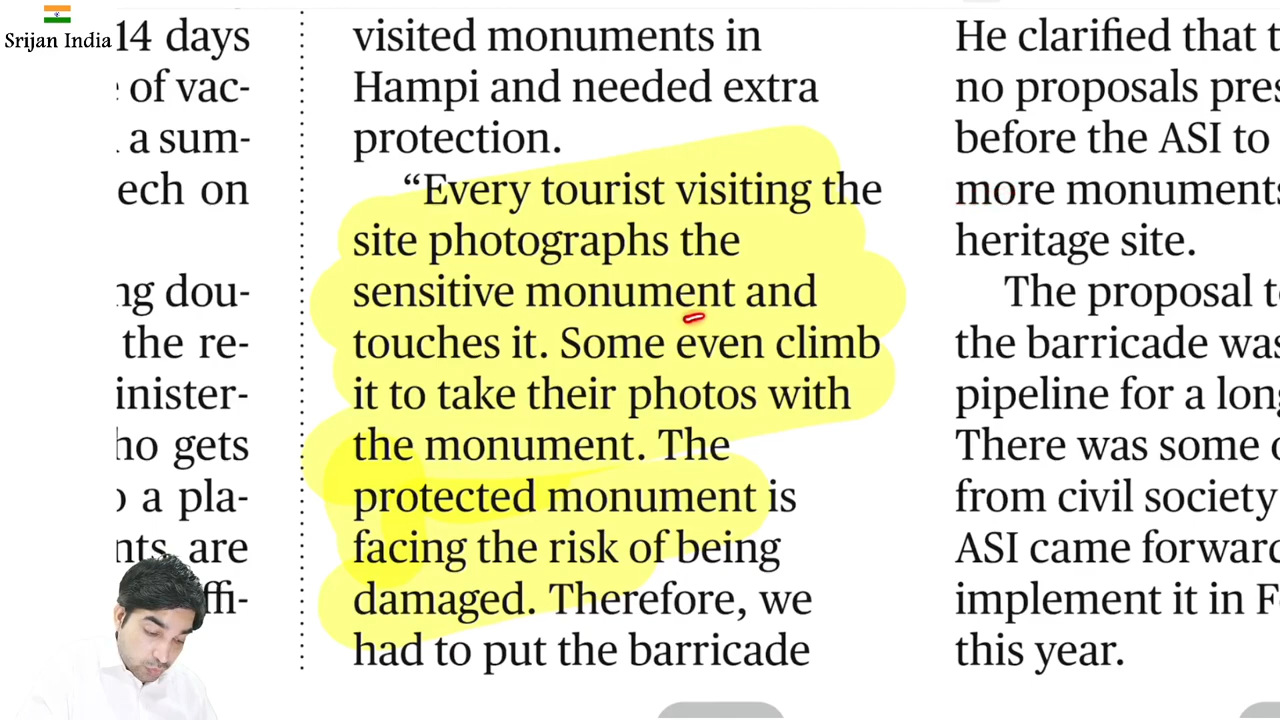 Srijan India
14 days
of vac-
a sum-
ech on
ng dou-
the re-
inister-
ho gets
a pla-
nts are
ffi-
visited monuments in
Hampi and needed extra
protection.
“Every tourist visiting the
site photographs the
sensitive monument and
touches it. Some even climb
it to take their photos with
the monument. The
protected monument is
facing the risk of being
damaged. Therefore, we
had to put the barricade
He clarified that t
no proposals pres
before the ASI to
more monuments
heritage site.
The proposal t
the barricade was
pipeline for a long
There was some
from civil society
ASI came forward
implement it in F
this year.